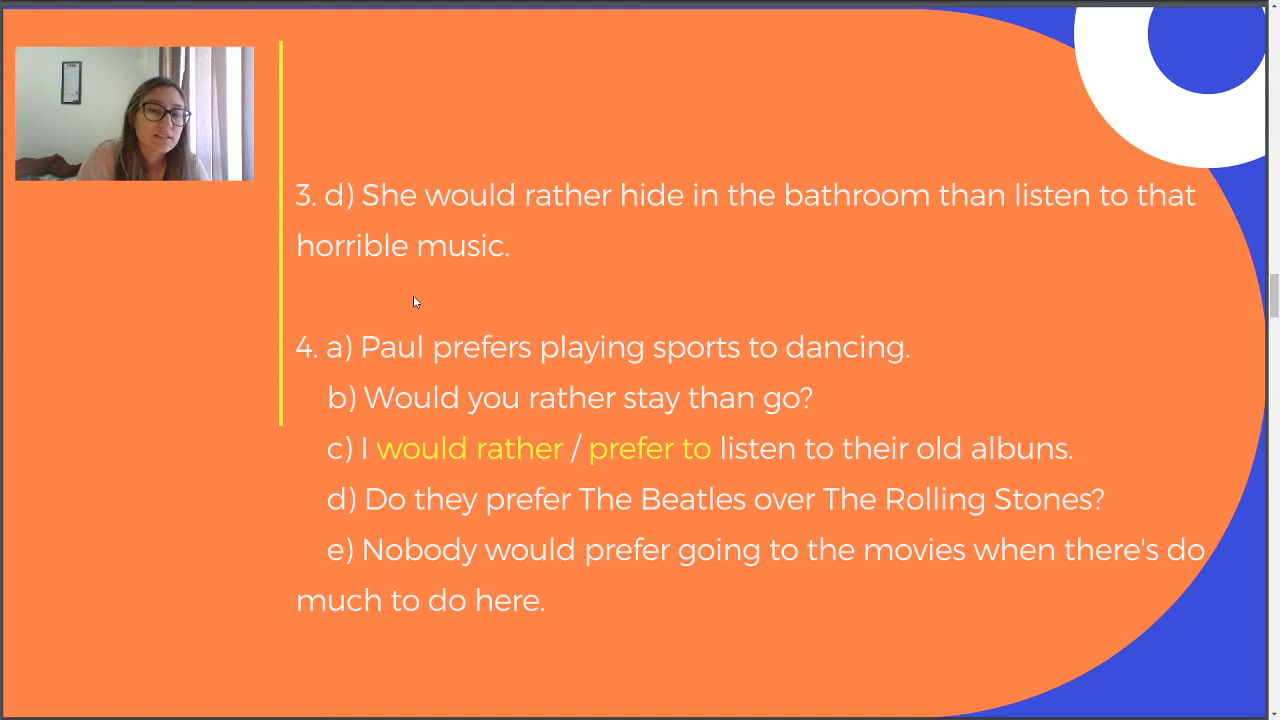 3. d) She would rather hide in the bathroom than listen to that
horrible music.
4. a) Paul prefers playing sports to dancing.
b) Would you rather stay than go?
c) I would rather / prefer to listen to their old albuns.
d) Do they prefer The Beatles over The Rolling Stones?
e) Nobody would prefer going to the movies when there's do
much to do here.